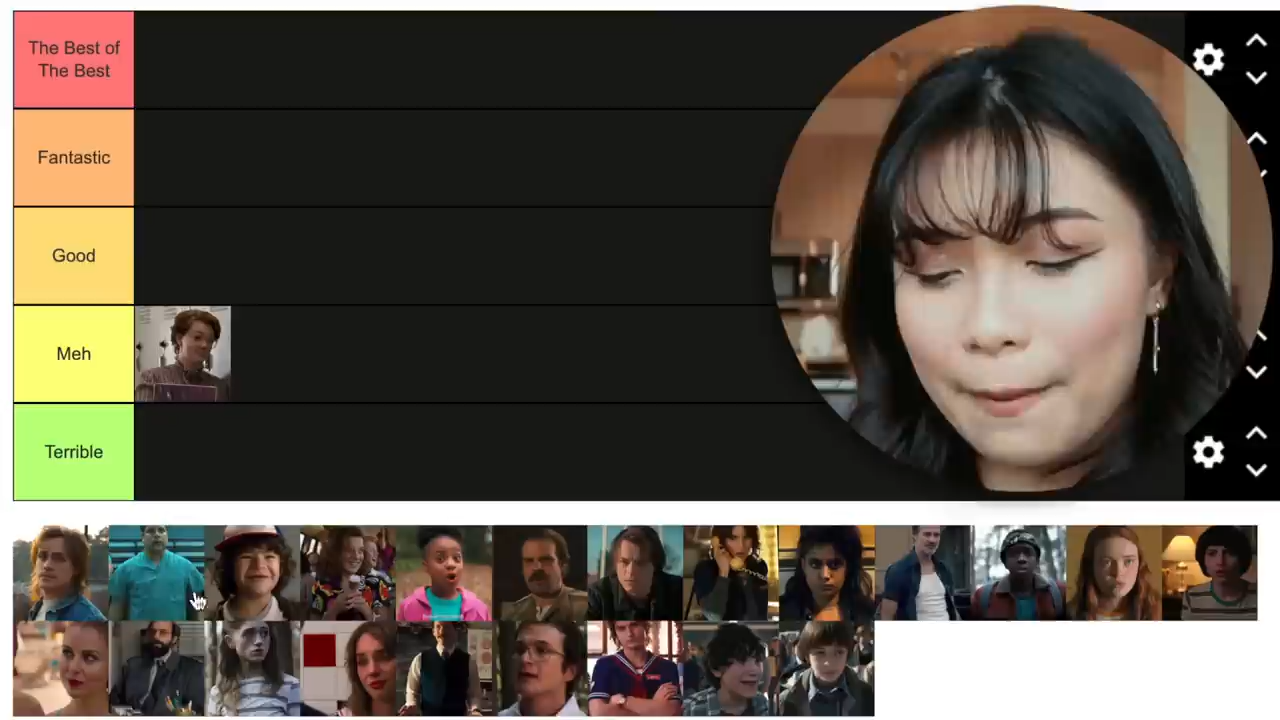 The Best of
The Best
Fantastic
Good
Meh
Terrible